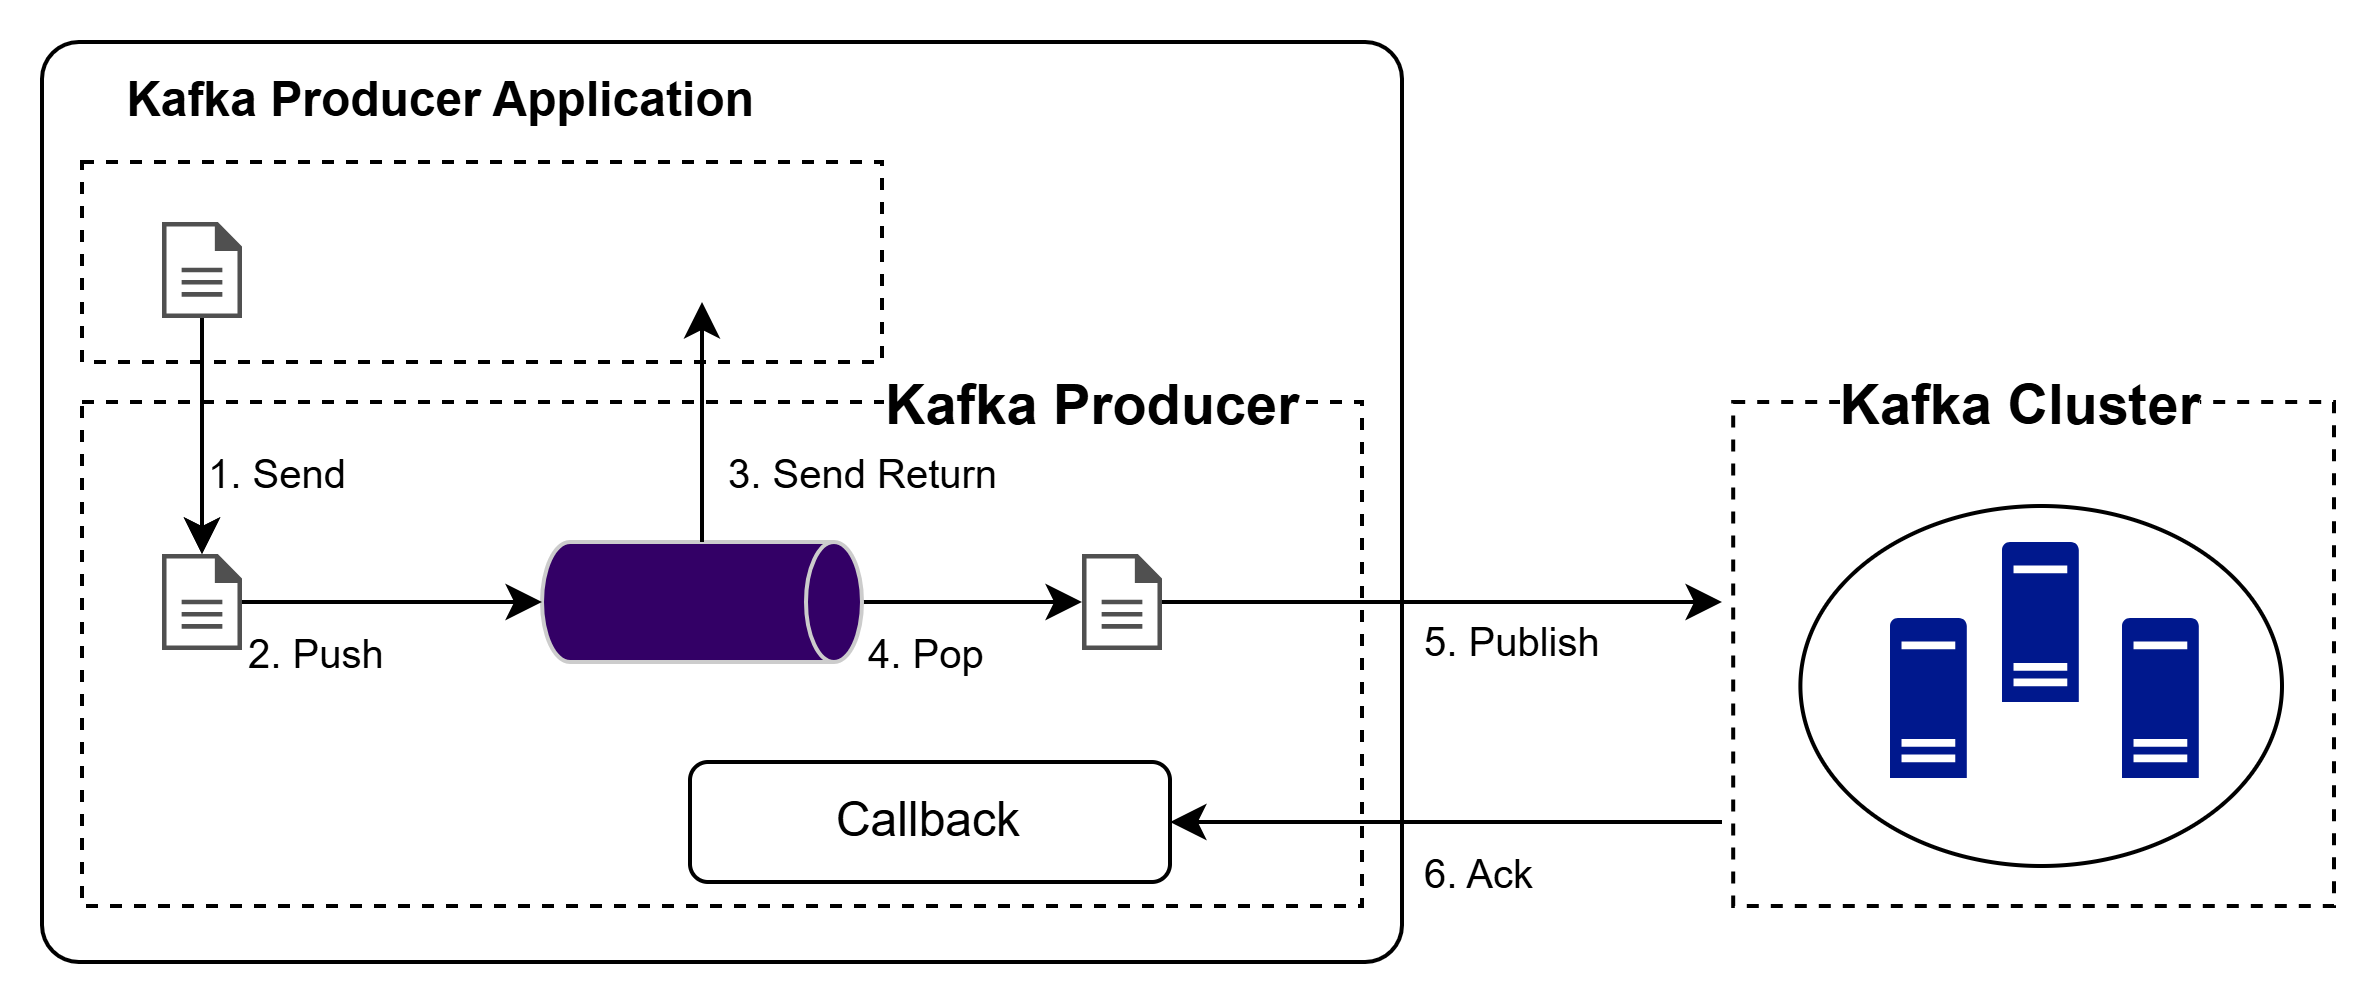 Kafka Producer Application
Kafka Producer
Kafka Cluster
1. Send
3. Send Return
2. Push
4. Pop
5. Publish
Callback
6. Ack